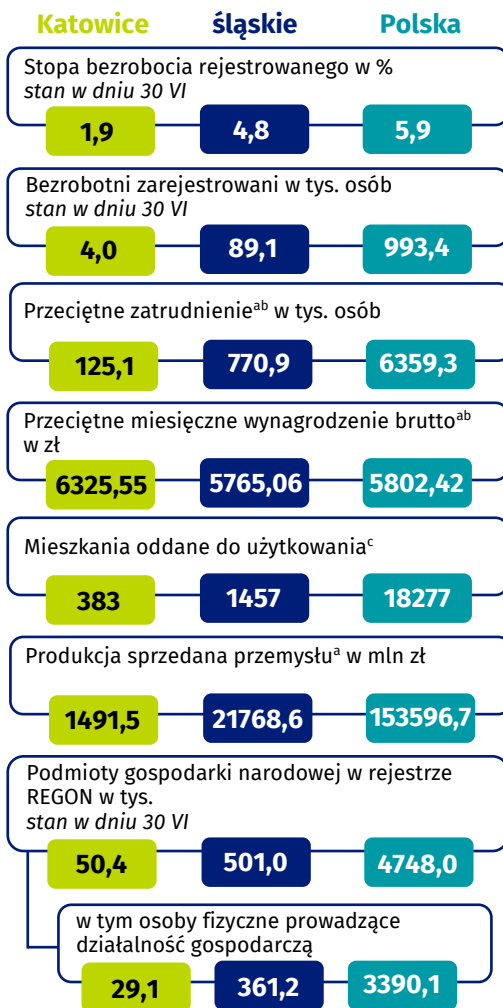 Katowice śląskie Polska
Stopa bezrobocia rejestrowanego w %
stan w dniu 30 VI
1,9 4,8 5,9
Bezrobotni zarejestrowani w tys. osób
stan w dniu 30 VI
4,0 89,1 993,4
Przeciętne zatrudnienieᵃᵇ w tys. osób
125,1 770,9 6359,3
Przeciętne miesięczne wynagrodzenie bruttoᵃᵇ
w zł
6325,55 5765,06 5802,42
Mieszkania oddane do użytkowaniaᶜ
383 1457 18277
Produkcja sprzedana przemysłuᵃ w mln zł
1491,5 21768,6 153596,7
Podmioty gospodarki narodowej w rejestrze
REGON w tys.
stan w dniu 30 VI
50,4 501,0 4748,0
w tym osoby fizyczne prowadzące
działalność gospodarczą
29,1 361,2 3390,1